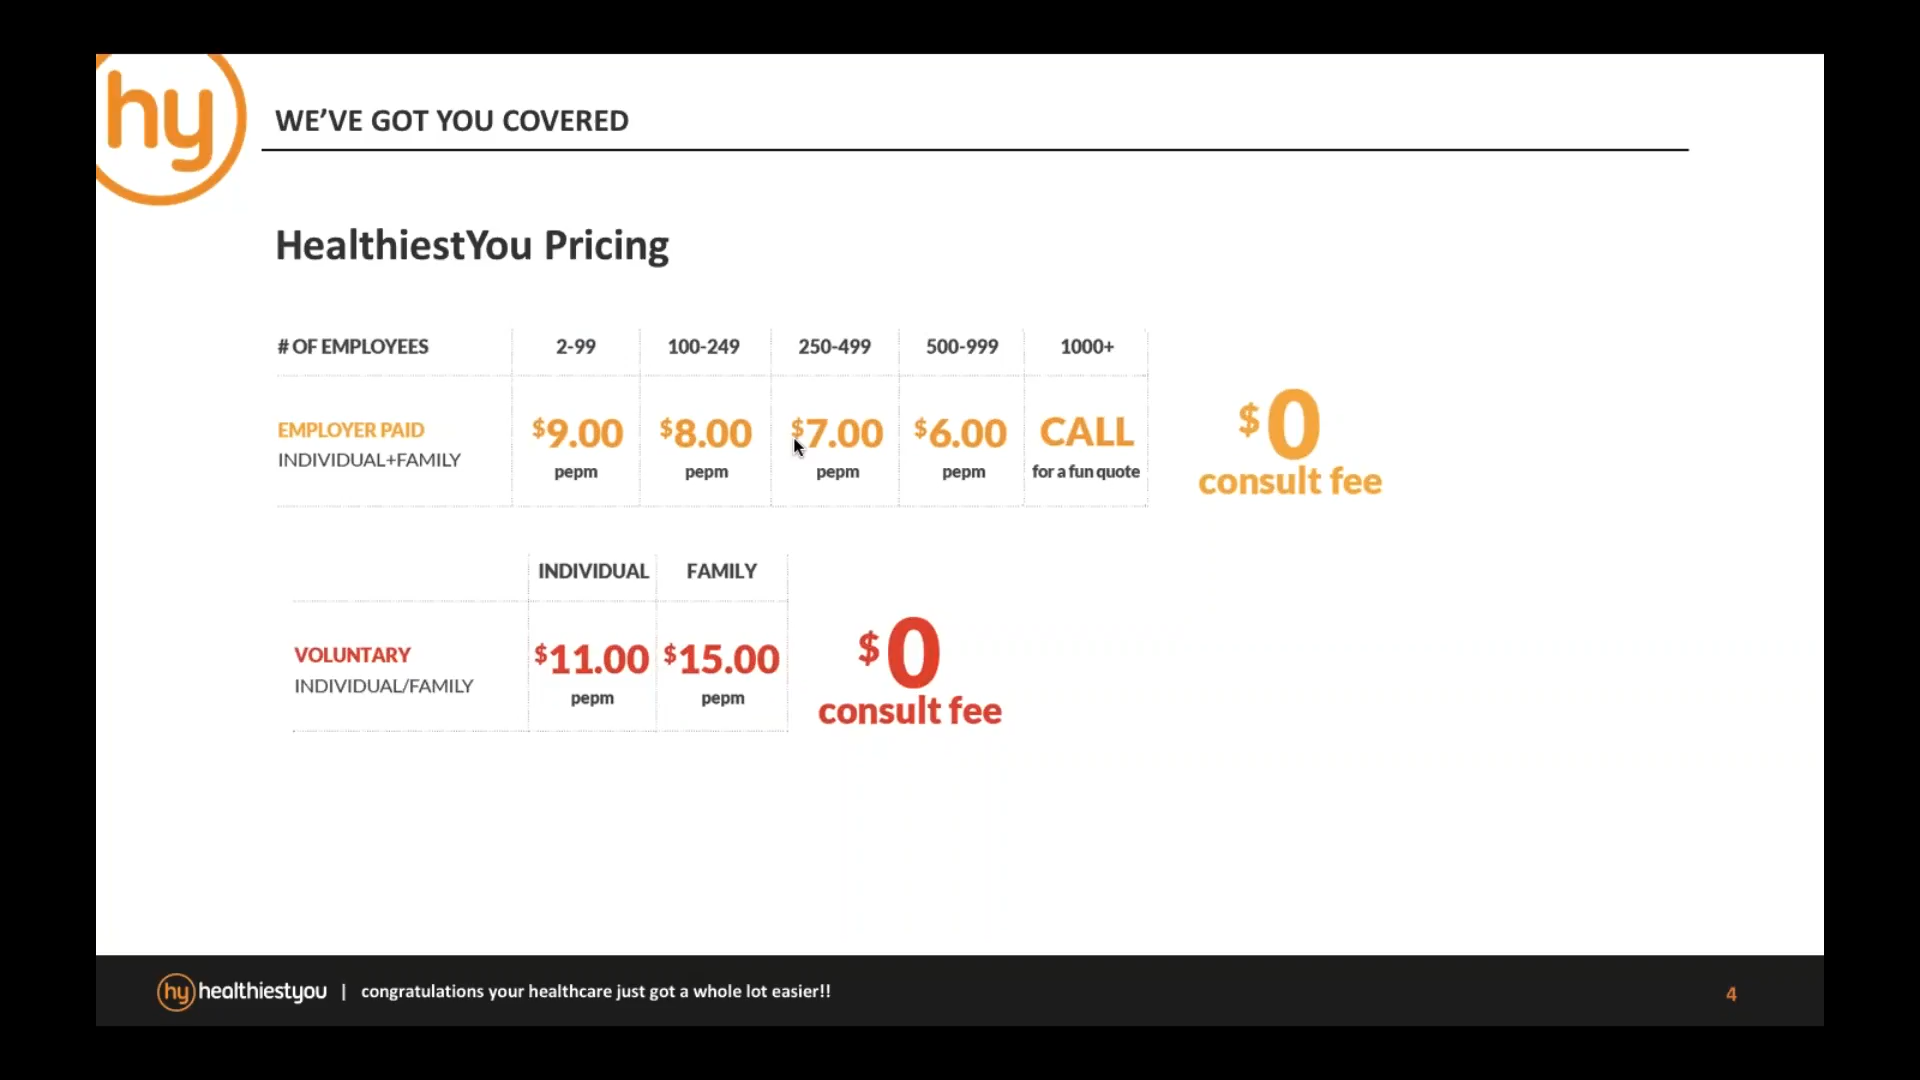 hy
WE'VE GOT YOU COVERED
HealthiestYou Pricing
# OF EMPLOYEES 2-99 100-249 250-499 500-999 1000+
EMPLOYER PAID $9.00 $8.00 $7.00 $6.00 CALL
INDIVIDUAL+FAMILY pepm pepm pepm pepm for a fun quote
$0
consult fee
INDIVIDUAL FAMILY
VOLUNTARY $11.00 $15.00
INDIVIDUAL/FAMILY pepm pepm
$0
consult fee
hy healthiestyou | congratulations your healthcare just got a whole lot easier!! 4